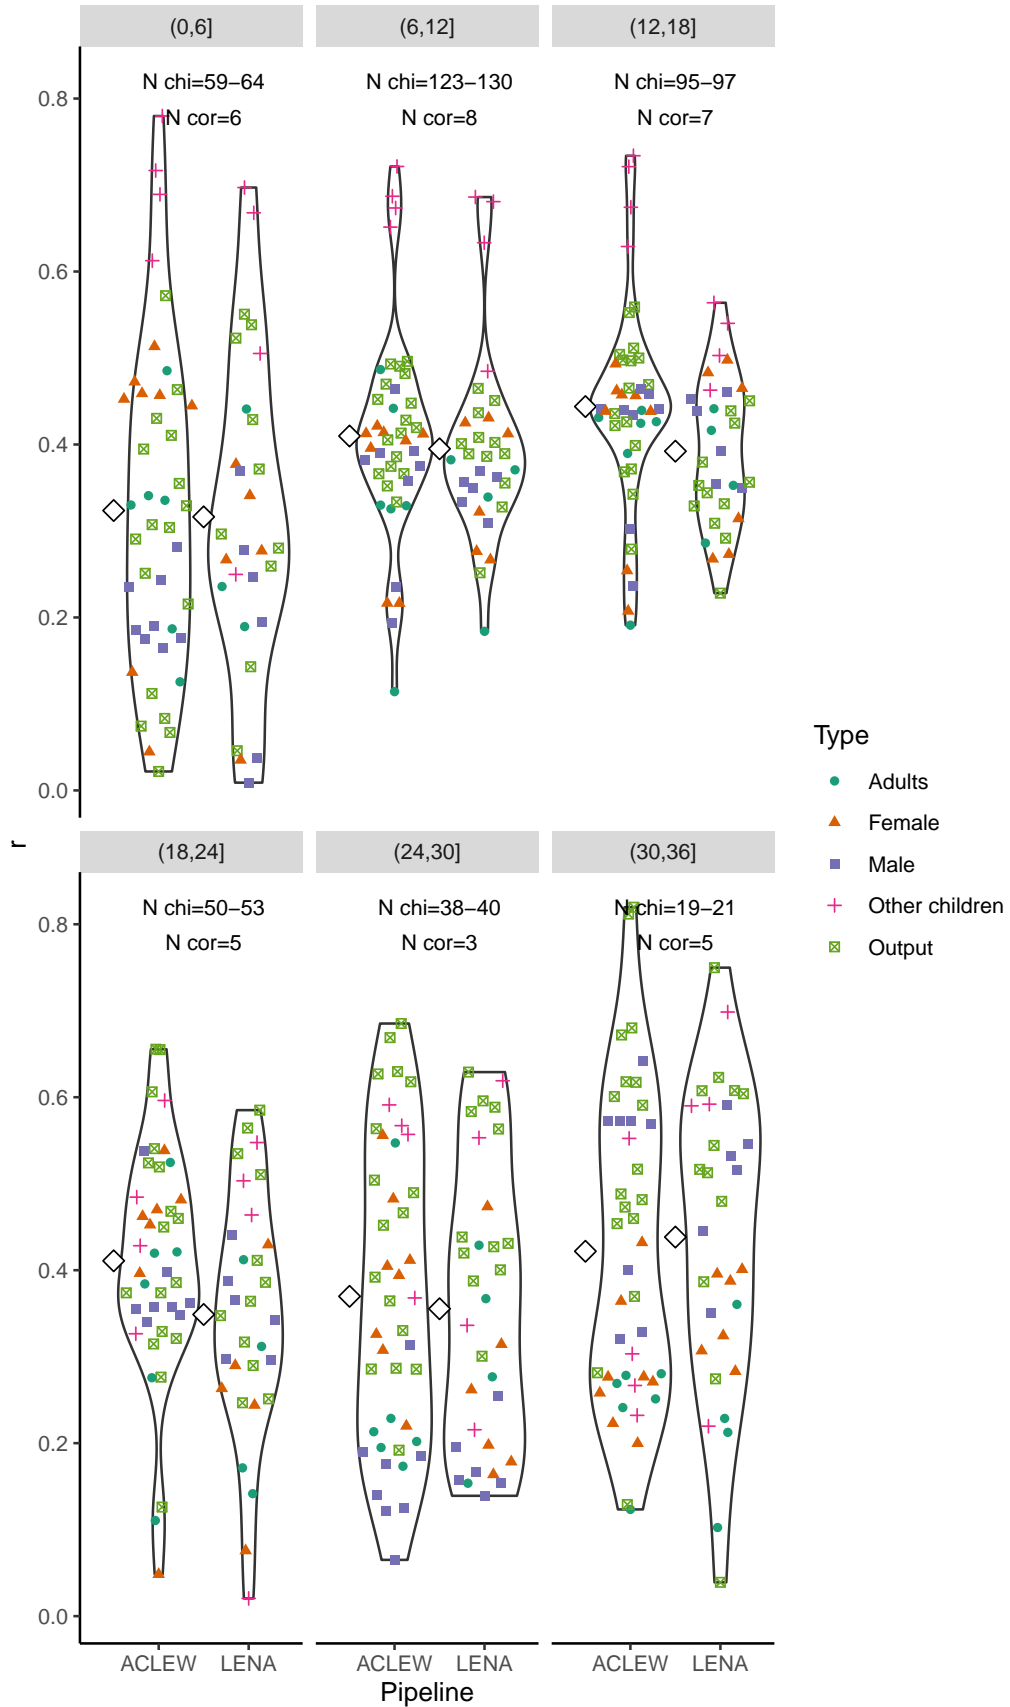 (0,6]
(6,12]
(12,18]
N chi=59−64
N cor=6
N chi=123−130
N cor=8
N chi=95−97
N cor=7
0.8
0.6
0.4
0.2
0.0
r
(18,24]
(24,30]
(30,36]
N chi=50−53
N cor=5
N chi=38−40
N cor=3
N chi=19−21
N cor=5
0.8
0.6
0.4
0.2
0.0
ACLEW
LENA
ACLEW
LENA
ACLEW
LENA
Pipeline
Type
Adults
Female
Male
Other children
Output